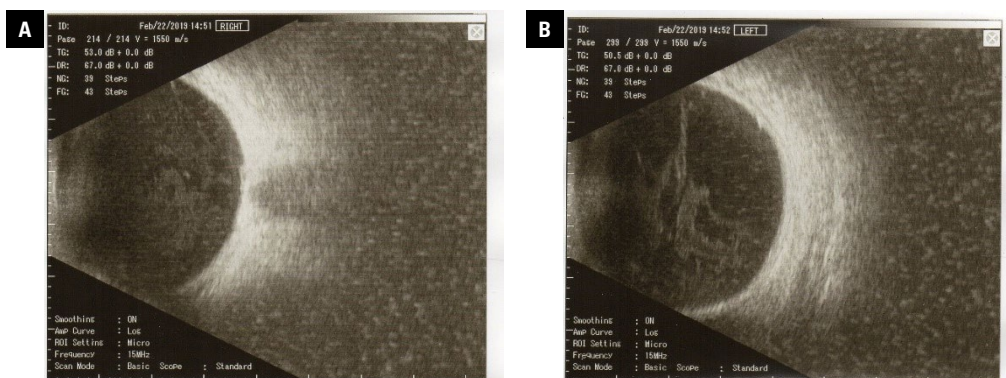 A
ID: Feb/22/2019 14:51 RIGHT
Page 214 / 214 V = 1550 m/s
TG: 53.0 dB + 0.0 dB
DR: 67.0 dB + 0.0 dB
NG: 39 Steps
FG: 43 Steps
Smoothing : ON
Amp Curve : Log
ROI Setting : Micro
Frequency : 15MHz
Scan Mode : Basic Scope : Standard
B
ID: Feb/22/2019 14:52 LEFT
Page 299 / 299 V = 1550 m/s
TG: 50.5 dB + 0.0 dB
DR: 67.0 dB + 0.0 dB
NG: 39 Steps
FG: 43 Steps
Smoothing : ON
Amp Curve : Log
ROI Setting : Micro
Frequency : 15MHz
Scan Mode : Basic Scope : Standard